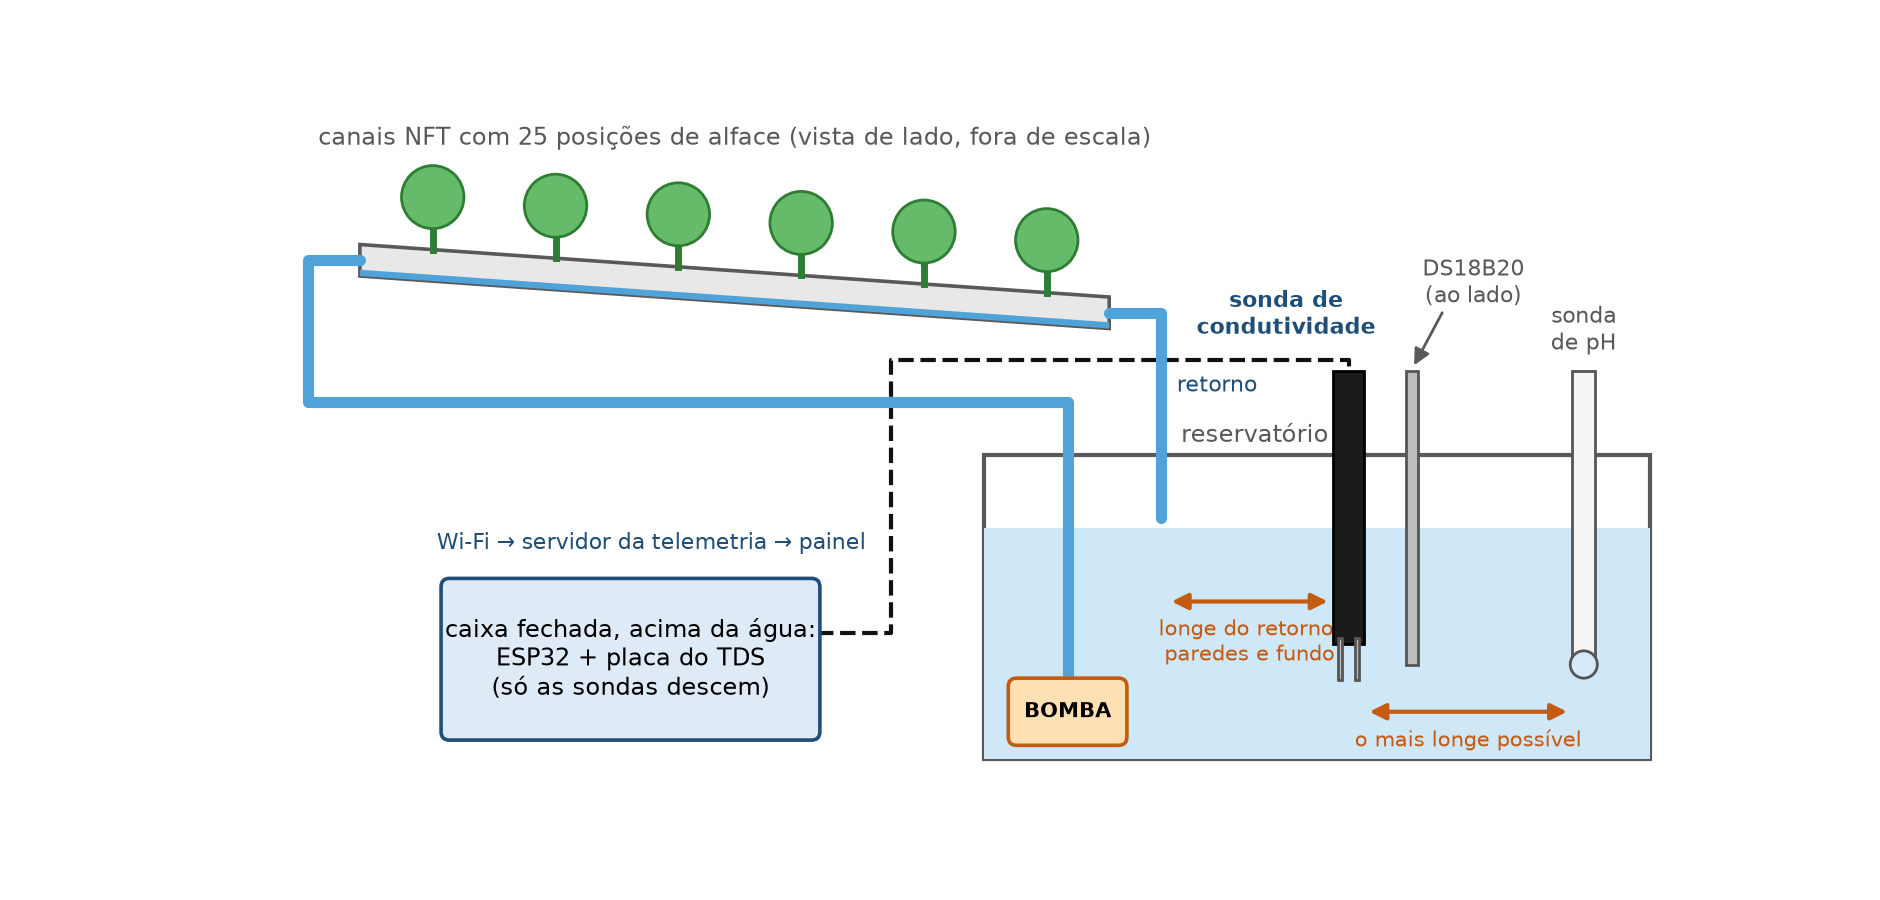 canais NFT com 25 posições de alface (vista de lado, fora de escala)
DS18B20
(ao lado)
sonda de
condutividade
sonda
de pH
retorno
reservatório
Wi-Fi → servidor da telemetria → painel
caixa fechada, acima da água:
ESP32 + placa do TDS
(só as sondas descem)
longe do retorno
paredes e fundo
BOMBA
o mais longe possível